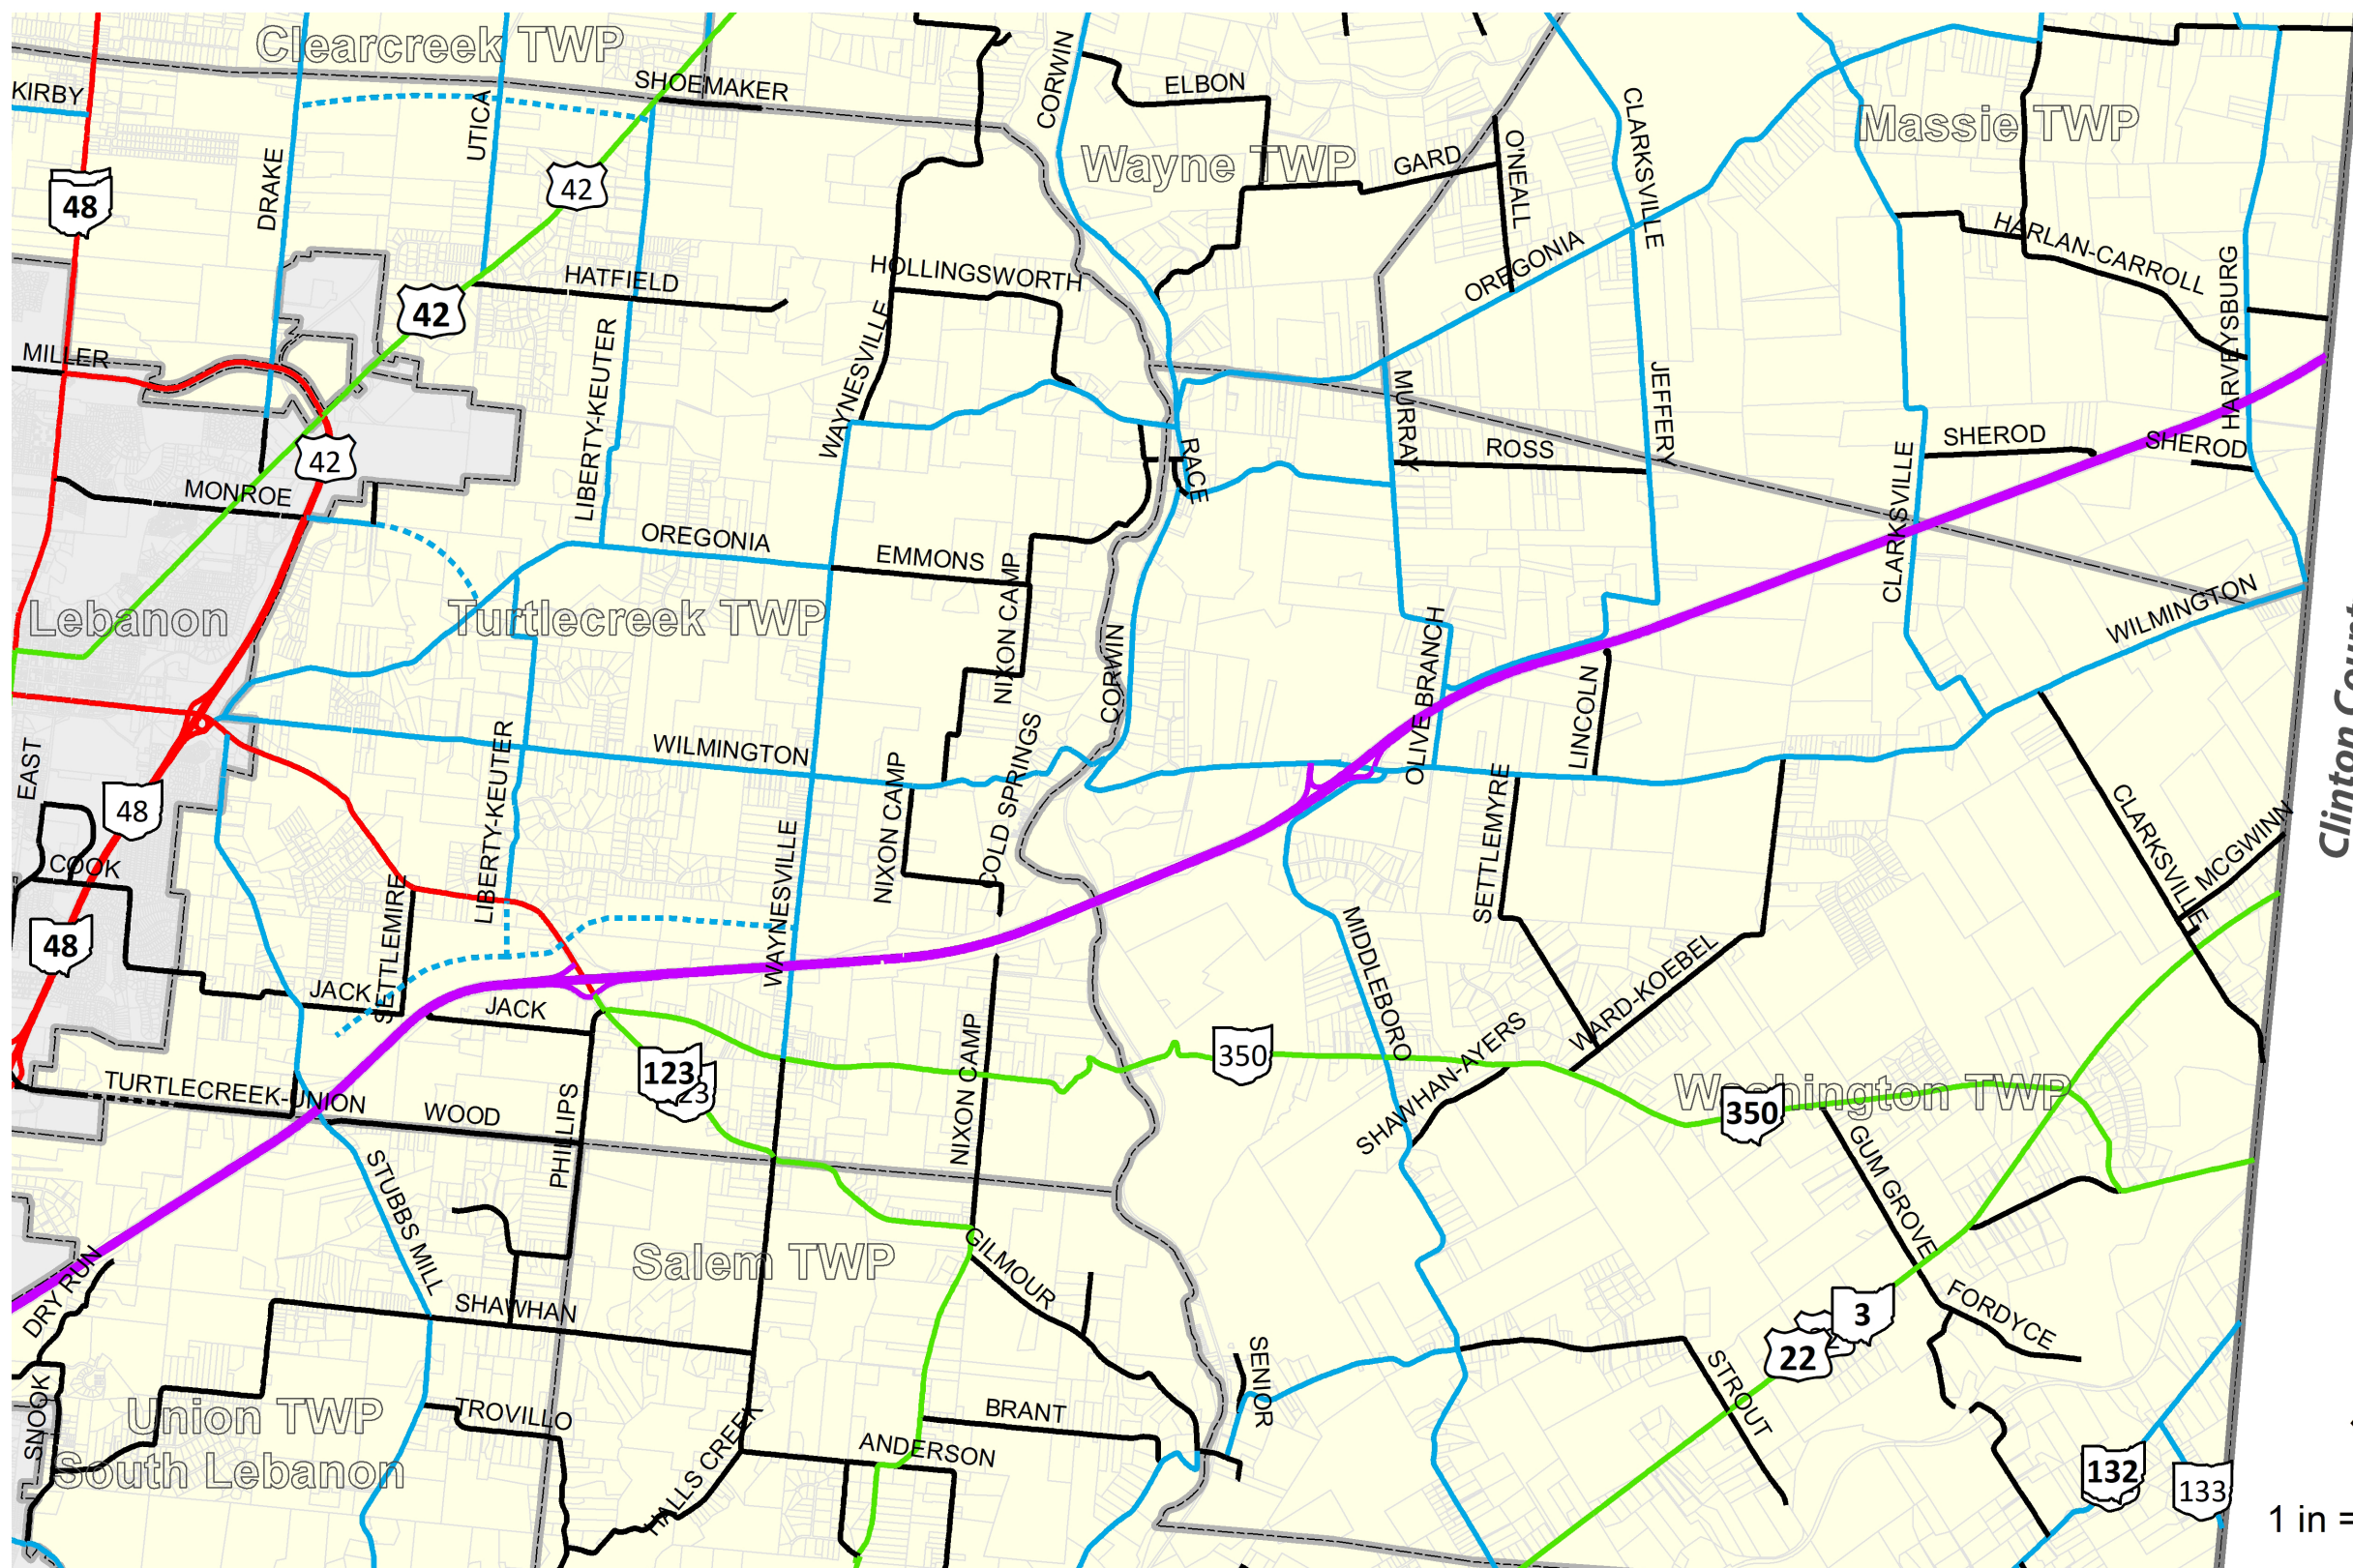 Clearcreek TWP
SHOEMAKER
KIRBY
UTICA
CORWIN
ELBON
CLARKSVILLE
Massie TWP
Wayne TWP
GARD
O'NEALL
48
DRAKE
42
HARLAN-CARROLL
OREGONIA
HOLLINGSWORTH
HATFIELD
42
HARVEYSBURG
MILLER
LIBERTY-KEUTER
WAYNESVILLE
MURRAY
JEFFERY
42
RACE
ROSS
SHEROD
SHEROD
MONROE
CLARKSVILLE
OREGONIA
EMMONS
NIXON CAMP
Lebanon
Turtlecreek TWP
CORWIN
OLIVE BRANCH
WILMINGTON
LINCOLN
Clinton Count
EAST
WILMINGTON
LIBERTY-KEUTER
NIXON CAMP
COLD SPRINGS
SETTLEMYRE
48
CLARKSVILLE
MCGWINN
COOK
SETTLEMIRE
WAYNESVILLE
48
MIDDLEBORO
WARD-KOEBEL
JACK
JACK
SHAWHAN-AYERS
350
NIXON CAMP
123
23
TURTLECREEK-UNION
WOOD
PHILLIPS
Washington TWP
350
GUM GROVE
STUBBS MILL
Salem TWP
GILMOUR
DRY RUN
SHAWHAN
3
22
FORDYCE
SENIOR
STROUT
SNOOK
Union TWP
TROVILLO
BRANT
South Lebanon
HALLS CREEK
ANDERSON
132
133
1 in =